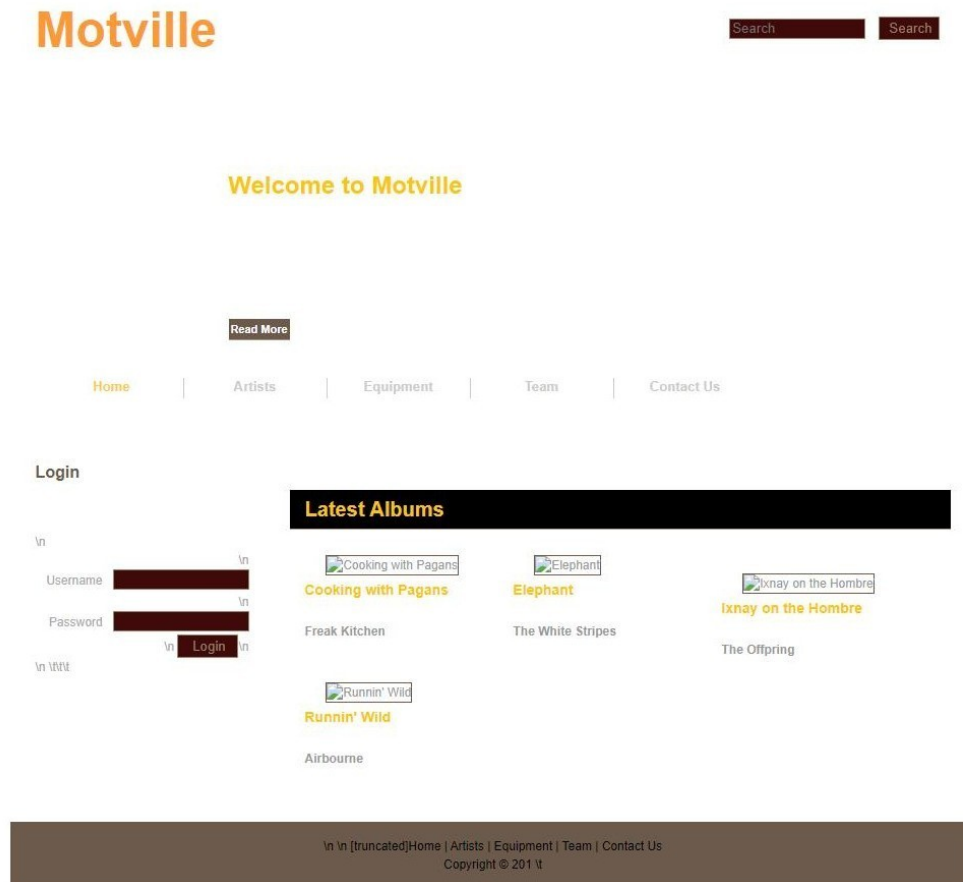 Motville
Search Search
Welcome to Motville
Read More
Home Artists Equipment Team Contact Us
Login
Latest Albums
\n
\n
Username
\n
Password
\n Login \n
\n \t\t\t
Cooking with Pagans
Cooking with Pagans
Freak Kitchen
Elephant
Elephant
The White Stripes
Ixnay on the Hombre
Ixnay on the Hombre
The Offpring
Runnin' Wild
Runnin' Wild
Airbourne
\n \n [truncated]Home | Artists | Equipment | Team | Contact Us
Copyright © 201 \t